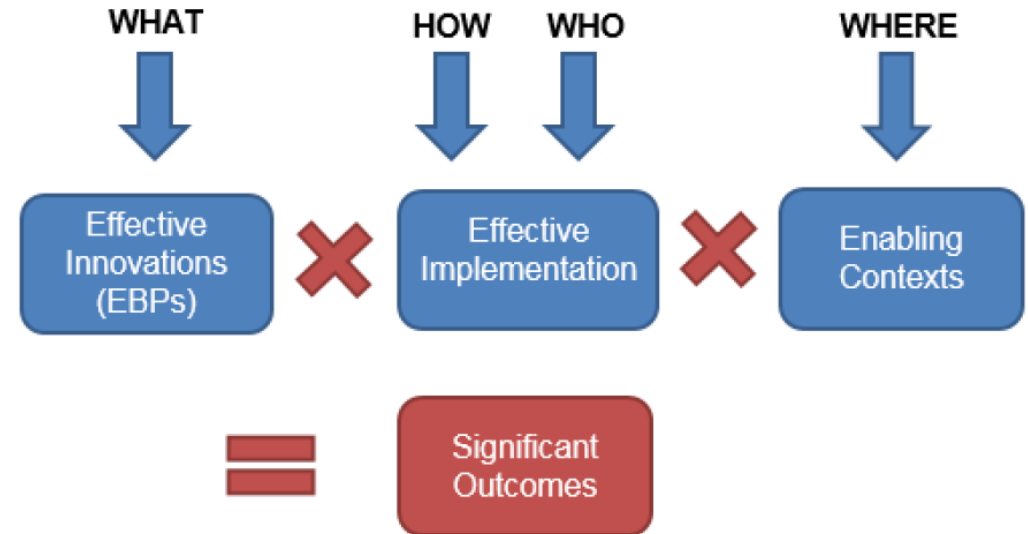 WHAT
HOW
WHO
WHERE
Effective
Innovations
(EBPs)
Effective
Implementation
Enabling
Contexts
Significant
Outcomes